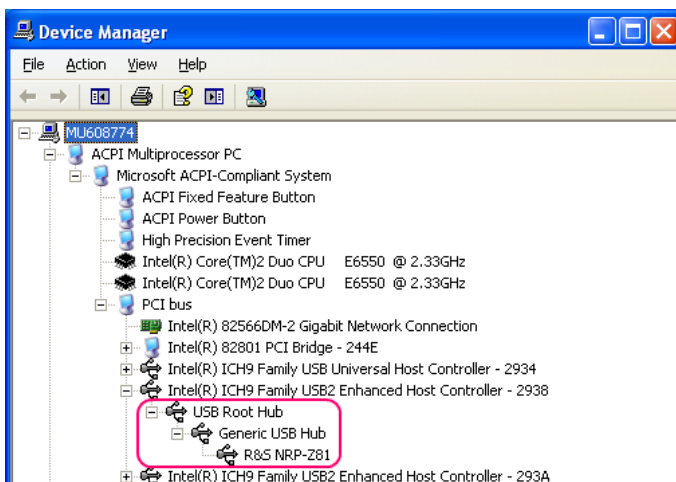 Device Manager
File Action View Help
MU608774
ACPI Multiprocessor PC
Microsoft ACPI-Compliant System
ACPI Fixed Feature Button
ACPI Power Button
High Precision Event Timer
Intel(R) Core(TM)2 Duo CPU E6550 @ 2.33GHz
Intel(R) Core(TM)2 Duo CPU E6550 @ 2.33GHz
PCI bus
Intel(R) 82566DM-2 Gigabit Network Connection
Intel(R) 82801 PCI Bridge - 244E
Intel(R) ICH9 Family USB Universal Host Controller - 2934
Intel(R) ICH9 Family USB2 Enhanced Host Controller - 2938
USB Root Hub
Generic USB Hub
R&S NRP-Z81
Intel(R) ICH9 Family USB2 Enhanced Host Controller - 293A